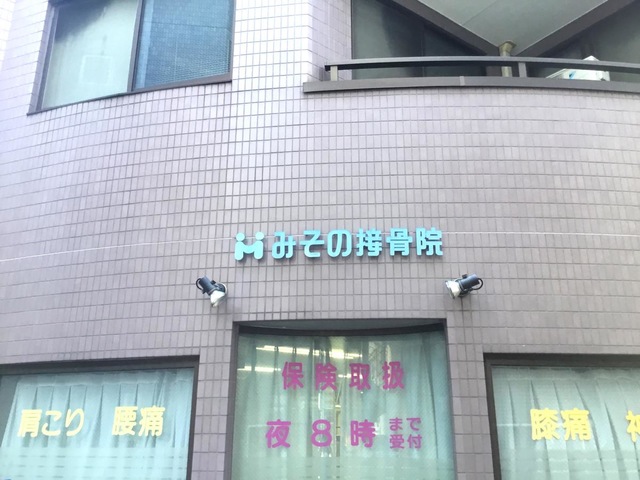 みその接骨院
保険取扱
夜8時まで受付
肩こり 腰痛
膝痛